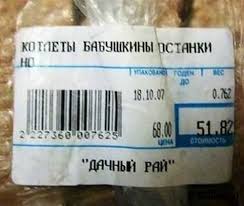 КОТЛЕТЫ БАБУШКИНЫ ОСТАНКИ
НО
УПАКОВАНО ГОДЕН ДО ВЕС
18.10.07 0.762
68.00 51.82
ЦЕНА СТОИМОСТЬ
2 227360 007625
"ДАЧНЫЙ РАЙ"